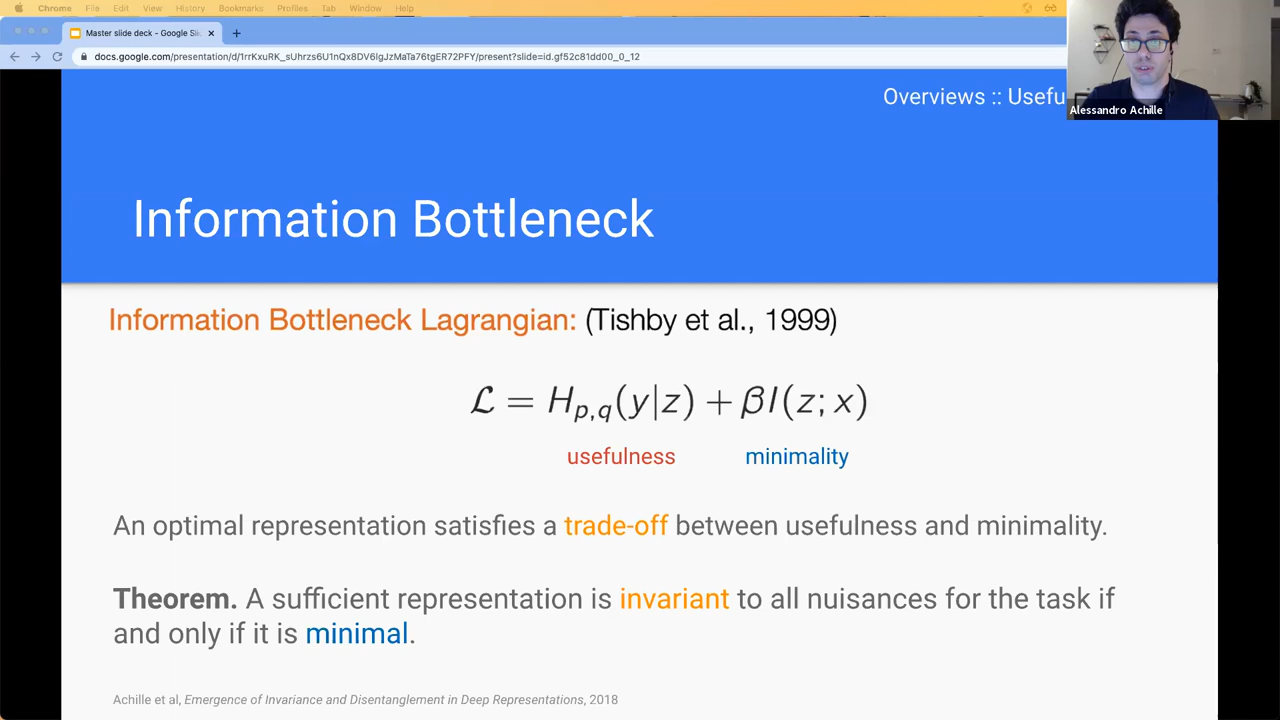 Chrome File Edit View History Bookmarks Profiles Tab Window Help
Master slide deck - Google Sli
docs.google.com/presentation/d/1rrKxuRK_sUhrzs6U1nQx8DV6lgJzMaTa76tgER72PFY/present?slide=id.gf52c81dd00_0_12
Overviews :: Usefu
Alessandro Achille
Information Bottleneck
Information Bottleneck Lagrangian: (Tishby et al., 1999)
ℒ = H_{p,q}(y|z) + βI(z; x)
usefulness minimality
An optimal representation satisfies a trade-off between usefulness and minimality.
Theorem. A sufficient representation is invariant to all nuisances for the task if
and only if it is minimal.
Achille et al, Emergence of Invariance and Disentanglement in Deep Representations, 2018